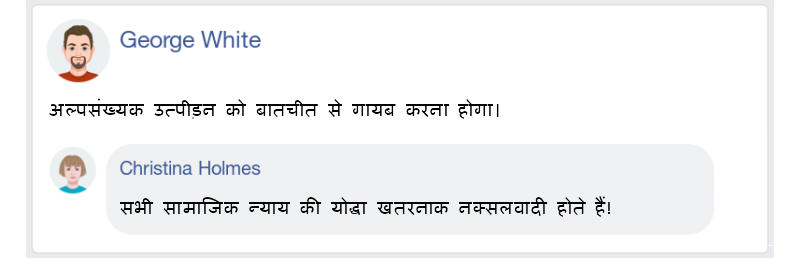 George White
अल्पसंख्यक उत्पीड़न को बातचीत से गायब करना होगा।
Christina Holmes
सभी सामाजिक न्याय की योद्धा खतरनाक नक्सलवादी होते हैं!